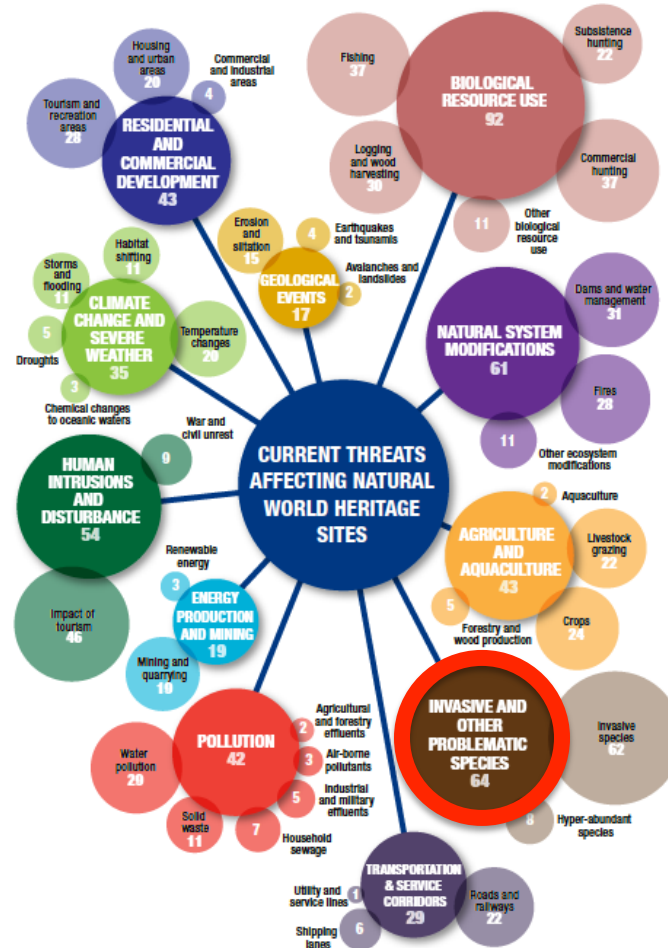 Housing
and urban
areas
20
Commercial
and industrial
areas
4
Tourism and
recreation
areas
28
RESIDENTIAL
AND
COMMERCIAL
DEVELOPMENT
43
Fishing
37
BIOLOGICAL
RESOURCE USE
92
Subsistence
hunting
22
Logging
and wood
harvesting
30
Commercial
hunting
37
11
Other
biological
resource
use
Erosion
and
siltation
15
4
Earthquakes
and tsunamis
Avalanches and
landslides
2
GEOLOGICAL
EVENTS
17
Habitat
shifting
11
Storms
and
flooding
11
CLIMATE
CHANGE AND
SEVERE
WEATHER
35
Temperature
changes
20
5
Droughts
3
Chemical changes
to oceanic waters
Dams and water
management
31
NATURAL SYSTEM
MODIFICATIONS
61
Fires
28
11
Other ecosystem
modifications
War and
civil unrest
9
HUMAN
INTRUSIONS
AND
DISTURBANCE
54
Impact of
tourism
46
CURRENT THREATS
AFFECTING NATURAL
WORLD HERITAGE
SITES
2
Aquaculture
AGRICULTURE
AND
AQUACULTURE
43
Livestock
grazing
22
5
Forestry and
wood production
Crops
24
Renewable
energy
3
ENERGY
PRODUCTION
AND MINING
19
Mining and
quarrying
INVASIVE AND
OTHER
PROBLEMATIC
SPECIES
64
Invasive
species
62
8
Hyper-abundant
species
POLLUTION
42
Agricultural
and forestry
effluents
2
Air-borne
pollutants
3
Industrial
and military
effluents
5
Water
pollution
Solid
waste
11
7
Household
sewage
TRANSPORTATION
& SERVICE
CORRIDORS
29
Utility and
service lines
1
Roads and
railways
22
Shipping
lanes
6